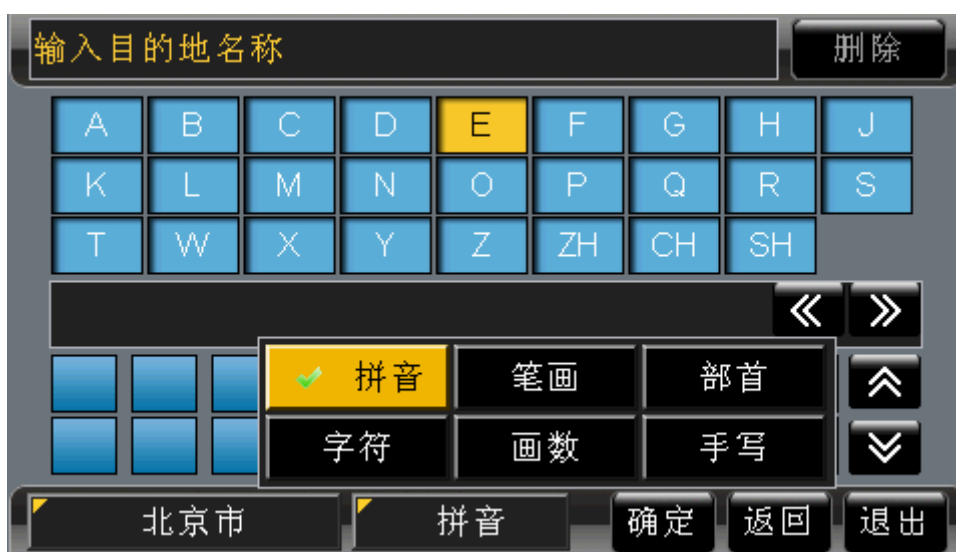 输入目的地名称 删除
A B C D E F G H J
K L M N O P Q R S
T W X Y Z ZH CH SH
拼音 笔画 部首
字符 画数 手写
北京市 拼音 确定 返回 退出